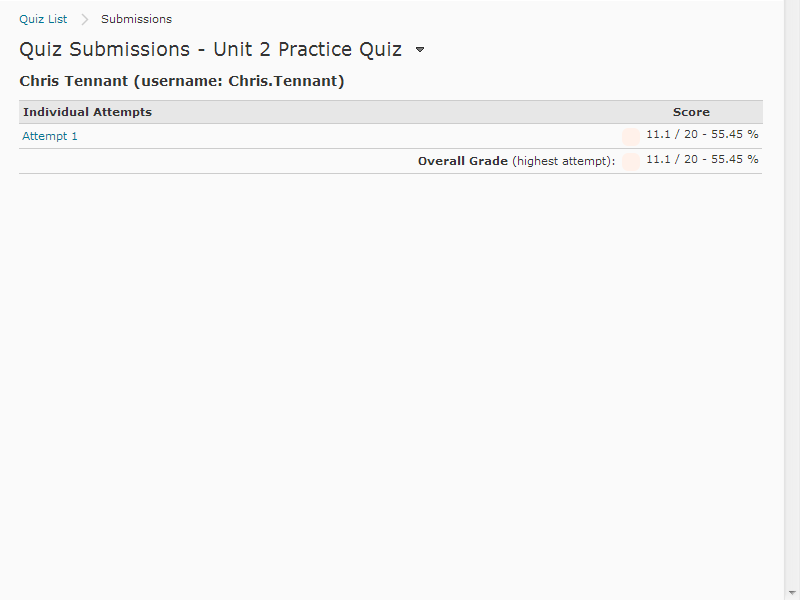 Quiz List Submissions
Quiz Submissions - Unit 2 Practice Quiz
Chris Tennant (username: Chris.Tennant)
Individual Attempts Score
Attempt 1 11.1 / 20 - 55.45 %
Overall Grade (highest attempt): 11.1 / 20 - 55.45 %